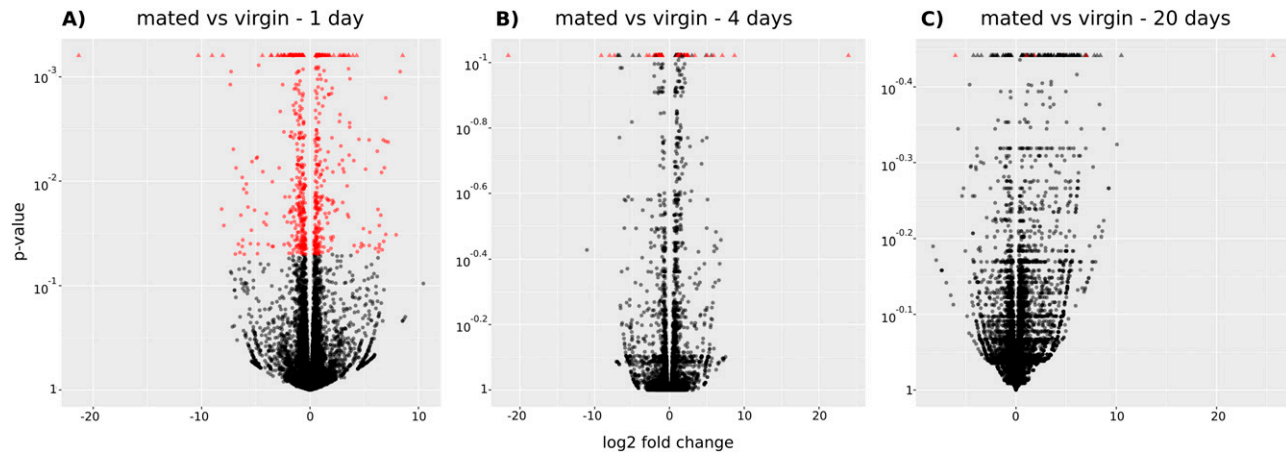 A) mated vs virgin - 1 day
B) mated vs virgin - 4 days
C) mated vs virgin - 20 days
p-value
10^-3
10^-2
10^-1
1
-20 -10 0 10
10^-1
10^-0.8
10^-0.6
10^-0.4
10^-0.2
1
-20 -10 0 10 20
10^-0.4
10^-0.3
10^-0.2
10^-0.1
1
0 10 20
log2 fold change